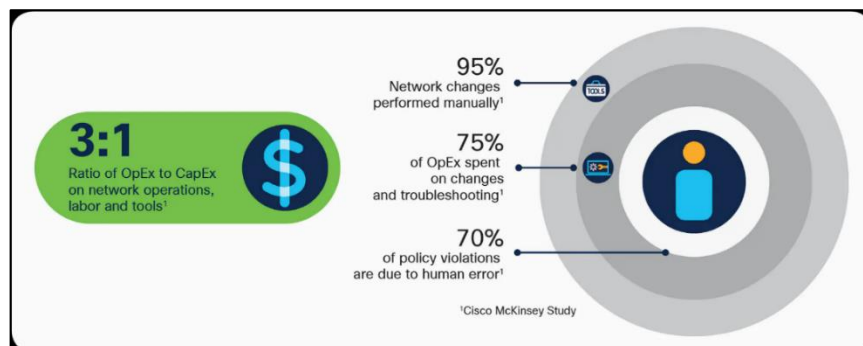 3:1
Ratio of OpEx to CapEx
on network operations,
labor and tools¹
95%
Network changes
performed manually¹
TOOLS
75%
of OpEx spent
on changes
and troubleshooting¹
70%
of policy violations
are due to human error¹
¹Cisco McKinsey Study